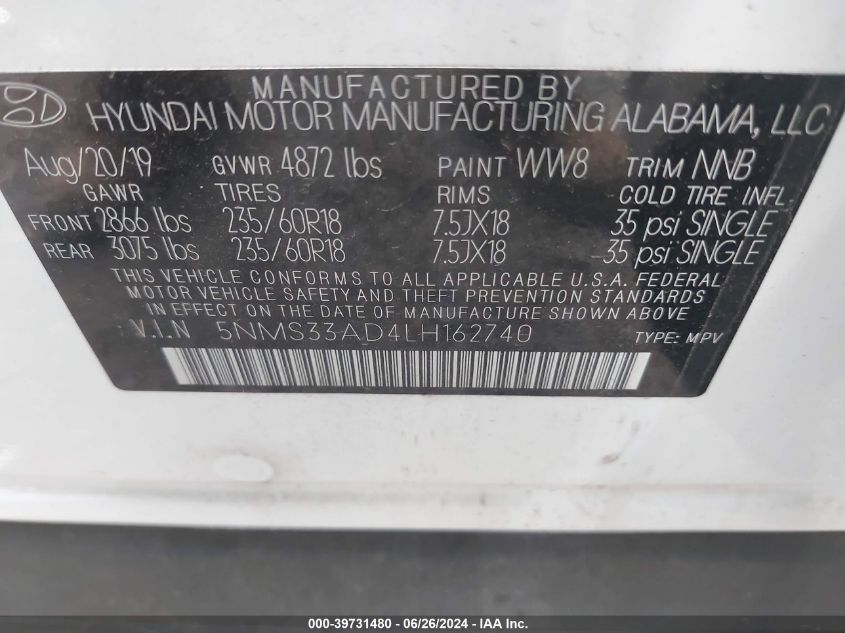 MANUFACTURED BY
HYUNDAI MOTOR MANUFACTURING ALABAMA, LLC
Aug/20/19 GVWR 4872 lbs PAINT WW8 TRIM NNB
GAWR TIRES RIMS COLD TIRE INFL.
FRONT 2866 lbs 235/60R18 7.5JX18 35 psi SINGLE
REAR 3075 lbs 235/60R18 7.5JX18 35 psi SINGLE
THIS VEHICLE CONFORMS TO ALL APPLICABLE U.S.A. FEDERAL
MOTOR VEHICLE SAFETY AND THEFT PREVENTION STANDARDS
IN EFFECT ON THE DATE OF MANUFACTURE SHOWN ABOVE
V.I.N 5NMS33AD4LH162740 TYPE: MPV
000-39731480 - 06/26/2024 - IAA Inc.